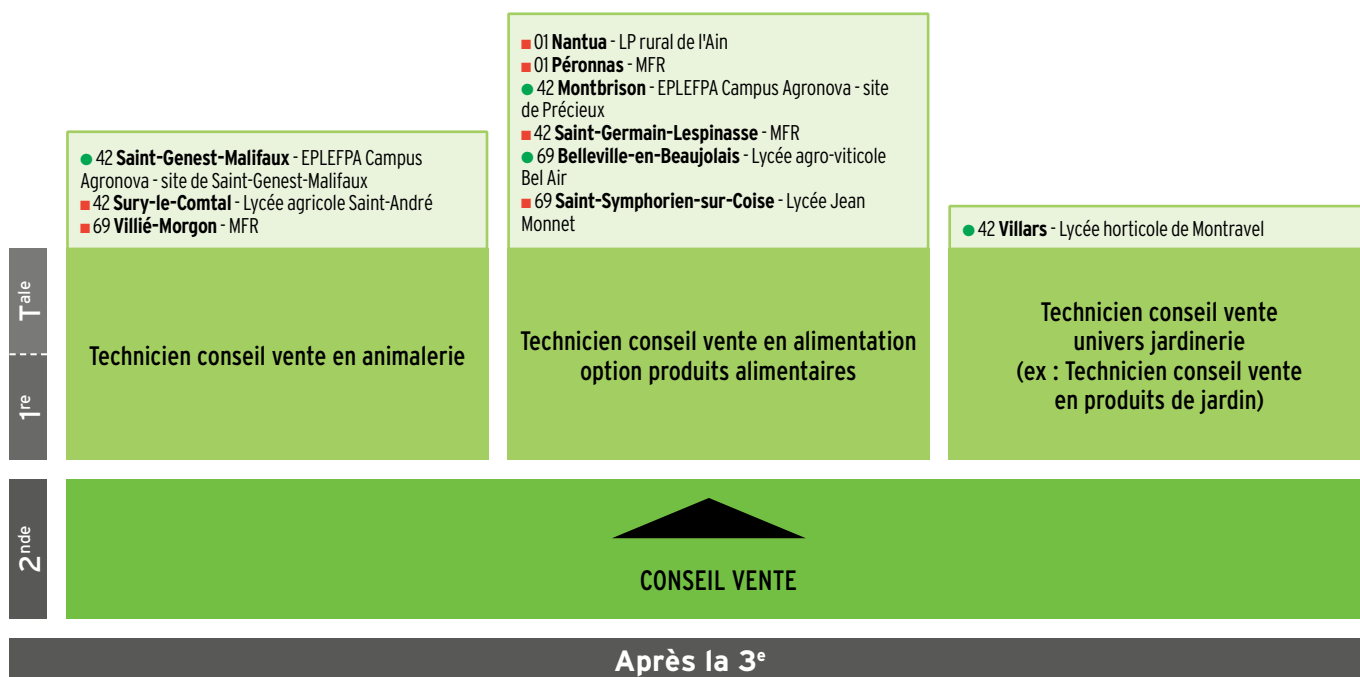 ■ 01 Nantua - LP rural de l'Ain
■ 01 Péronnas - MFR
● 42 Montbrison - EPLEFPA Campus Agronova - site
de Précieux
■ 42 Saint-Germain-Lespinasse - MFR
● 69 Belleville-en-Beaujolais - Lycée agro-viticole
Bel Air
■ 69 Saint-Symphorien-sur-Coise - Lycée Jean
Monnet
● 42 Saint-Genest-Malifaux - EPLEFPA Campus
Agronova - site de Saint-Genest-Malifaux
■ 42 Sury-le-Comtal - Lycée agricole Saint-André
■ 69 Villié-Morgon - MFR
● 42 Villars - Lycée horticole de Montravel
Tale
1re
Technicien conseil vente en animalerie
Technicien conseil vente en alimentation
option produits alimentaires
Technicien conseil vente
univers jardinerie
(ex : Technicien conseil vente
en produits de jardin)
2nde
CONSEIL VENTE
Après la 3e